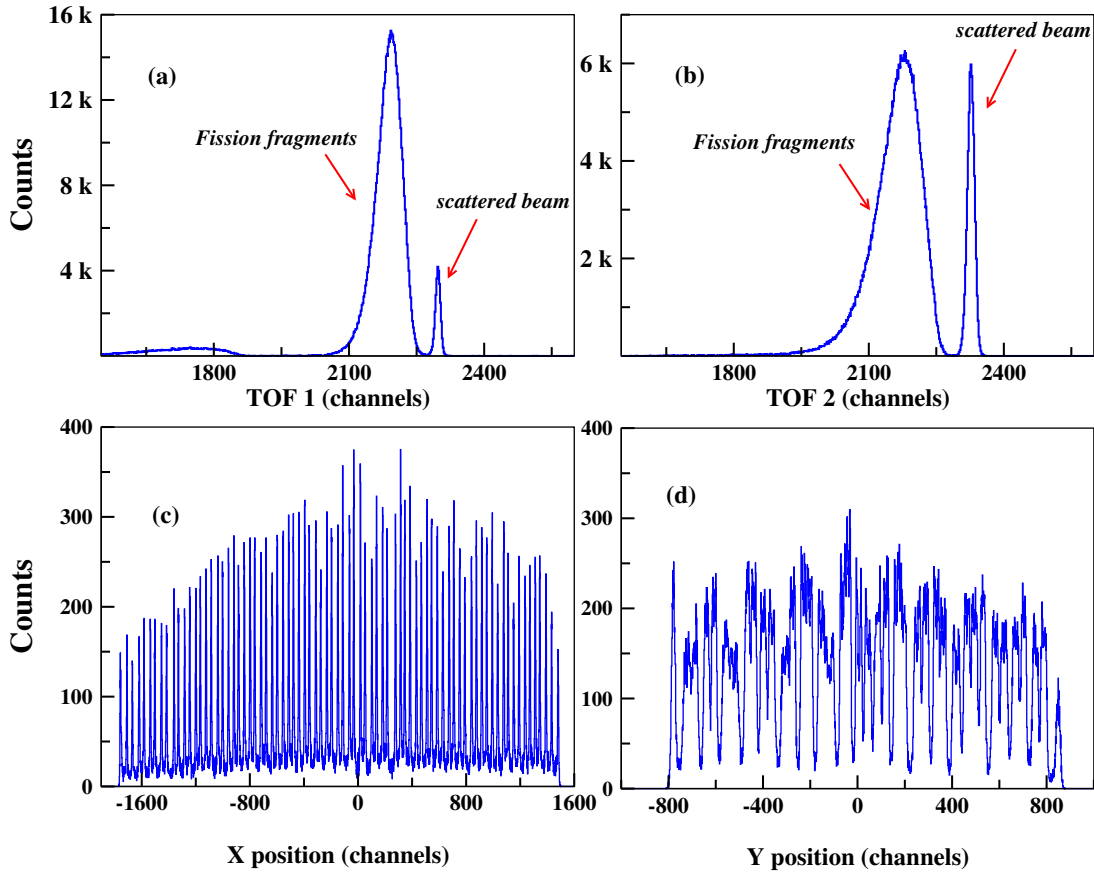 16 k
12 k
8 k
4 k
Counts
(a)
Fission fragments
scattered beam
1800
2100
2400
TOF 1 (channels)
6 k
4 k
2 k
(b)
scattered beam
Fission fragments
1800
2100
2400
TOF 2 (channels)
400
300
200
100
0
Counts
(c)
-1600
-800
0
800
1600
X position (channels)
400
300
200
100
0
(d)
-800
-400
0
400
800
Y position (channels)